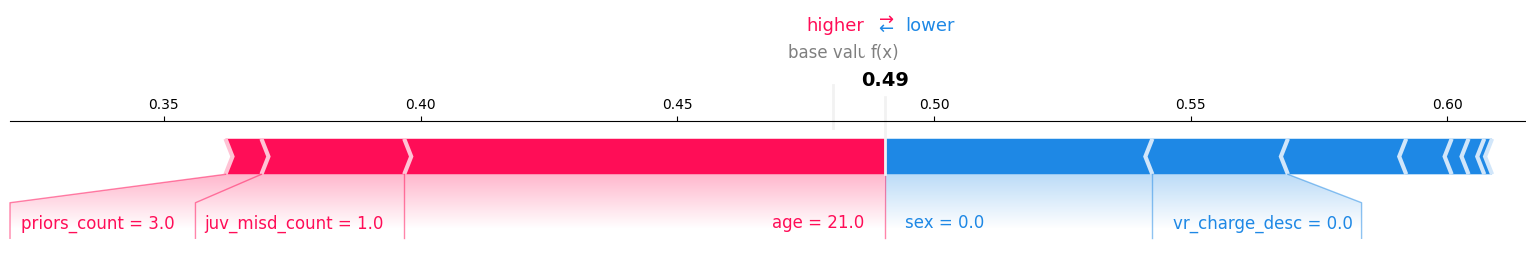 higher ⇄ lower
base valu f(x)
0.49
0.35 0.40 0.45 0.50 0.55 0.60
priors_count = 3.0 juv_misd_count = 1.0 age = 21.0 sex = 0.0 vr_charge_desc = 0.0